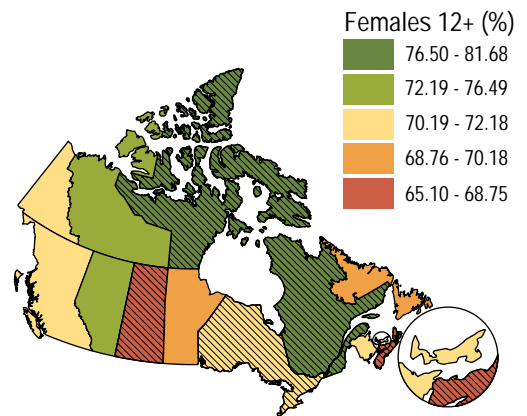 Females 12+ (%)
76.50 - 81.68
72.19 - 76.49
70.19 - 72.18
68.76 - 70.18
65.10 - 68.75